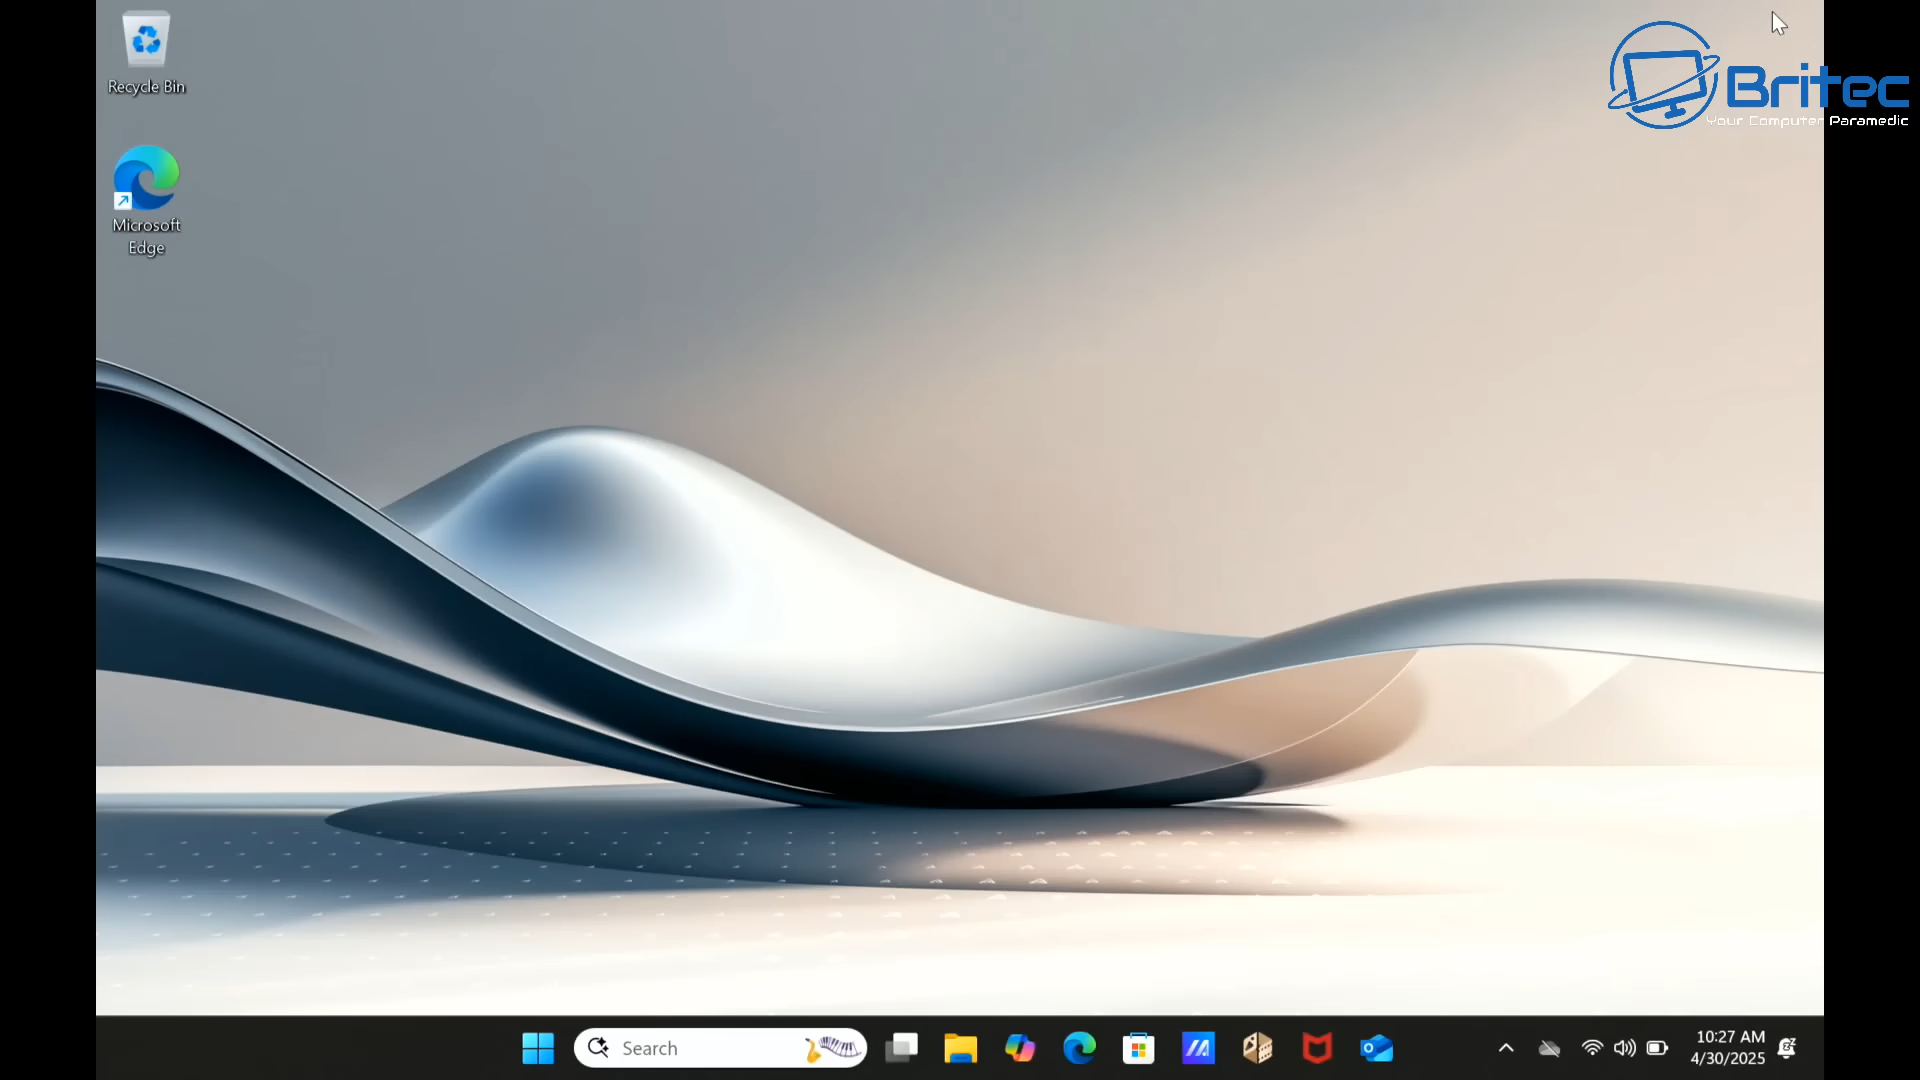 Recycle Bin
Britec
Your Computer Paramedic
Microsoft
Edge
Search
10:27 AM
4/30/2025